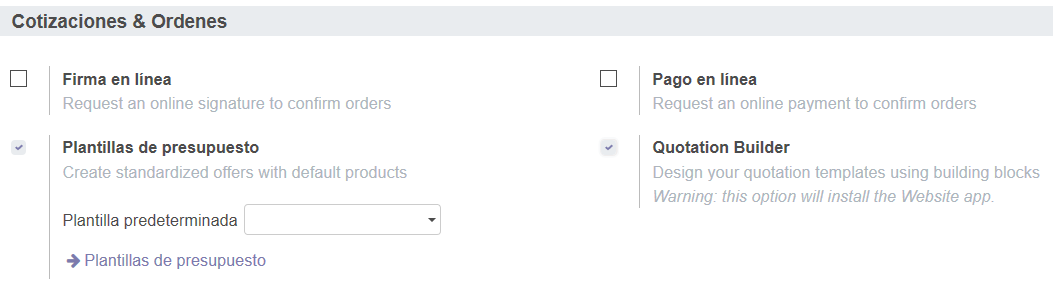 Cotizaciones & Ordenes
Firma en línea
Request an online signature to confirm orders
Pago en línea
Request an online payment to confirm orders
Plantillas de presupuesto
Create standardized offers with default products
Plantilla predeterminada
Plantillas de presupuesto
Quotation Builder
Design your quotation templates using building blocks
Warning: this option will install the Website app.